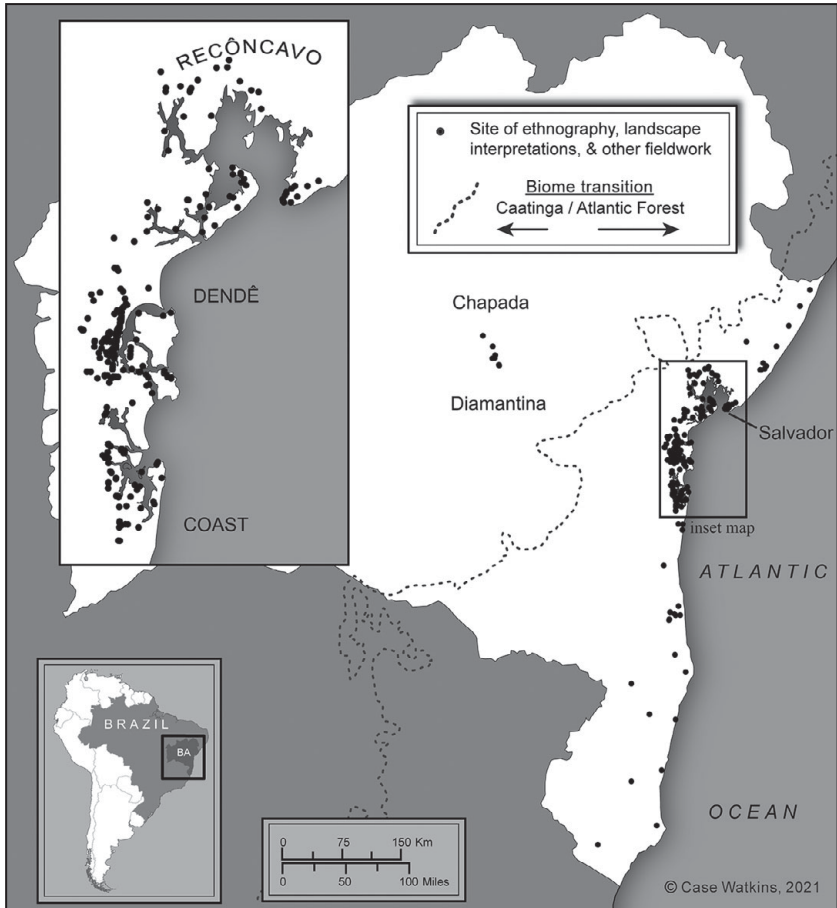 RECÔNCAVO
DENDÊ
COAST
Site of ethnography, landscape
interpretations, & other fieldwork
Biome transition
Caatinga / Atlantic Forest
Chapada
Diamantina
Salvador
inset map
ATLANTIC
OCEAN
BRAZIL
BA
0 75 150 Km
0 50 100 Miles
© Case Watkins, 2021